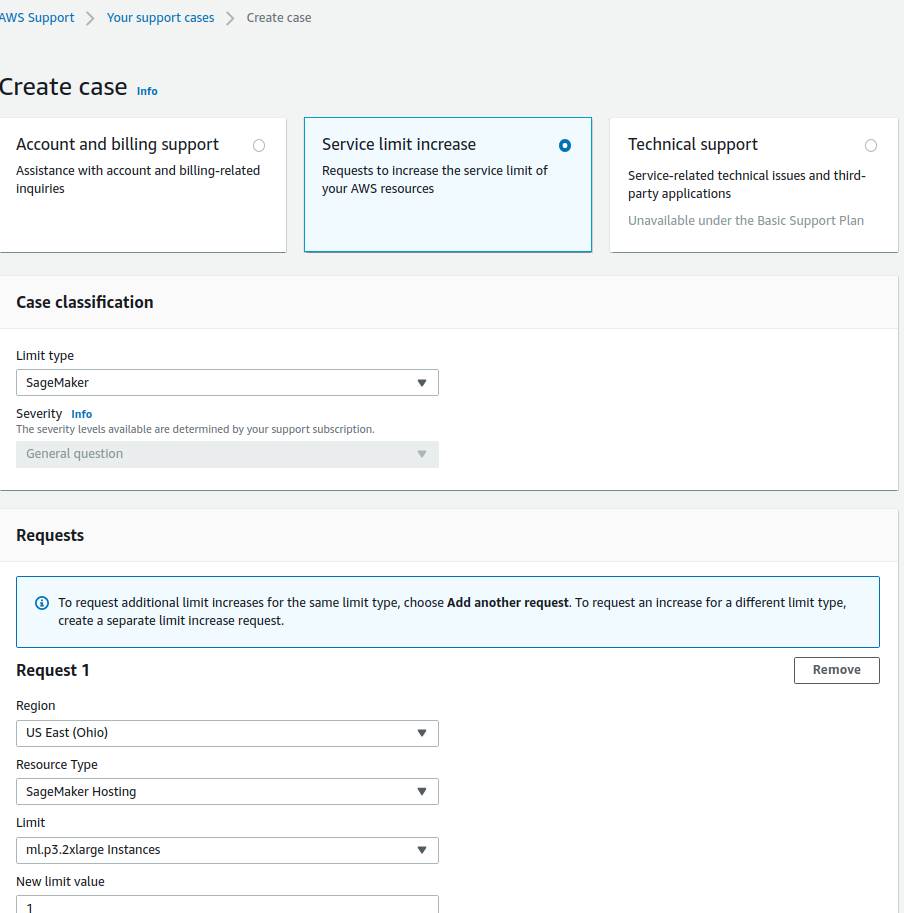 AWS Support > Your support cases > Create case
Create case Info
Account and billing support
Assistance with account and billing-related
inquiries
Service limit increase
Requests to increase the service limit of
your AWS resources
Technical support
Service-related technical issues and third-
party applications
Unavailable under the Basic Support Plan
Case classification
Limit type
SageMaker
Severity Info
The severity levels available are determined by your support subscription.
General question
Requests
To request additional limit increases for the same limit type, choose Add another request. To request an increase for a different limit type,
create a separate limit increase request.
Request 1
Remove
Region
US East (Ohio)
Resource Type
SageMaker Hosting
Limit
ml.p3.2xlarge Instances
New limit value
1